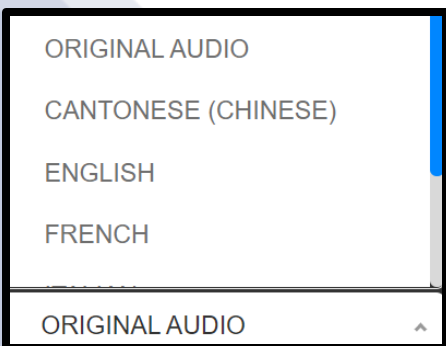 ORIGINAL AUDIO
CANTONESE (CHINESE)
ENGLISH
FRENCH
ORIGINAL AUDIO